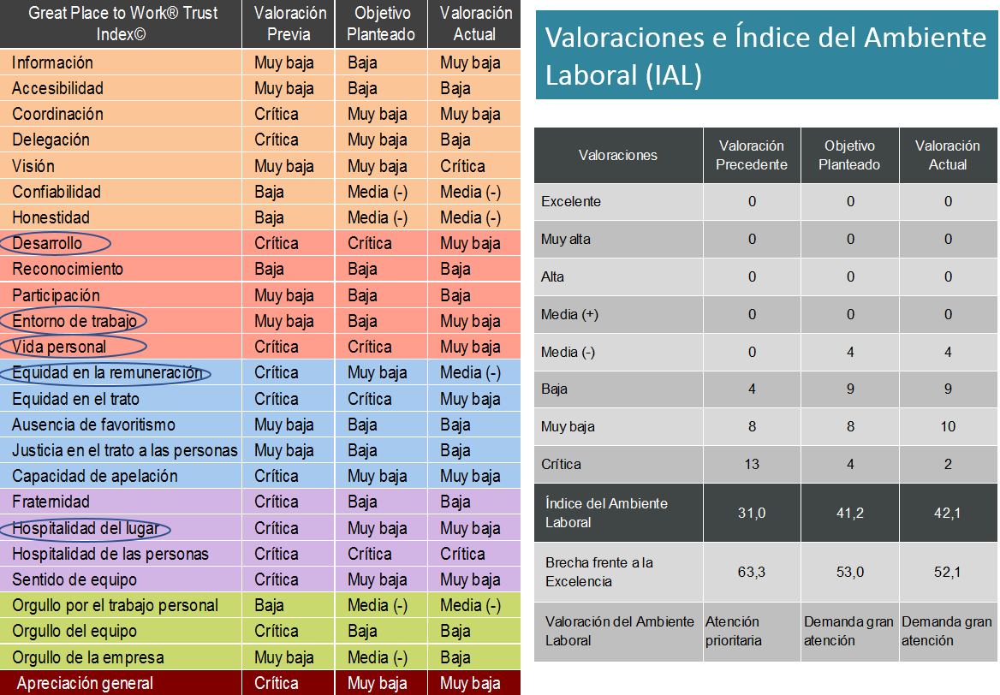 Great Place to Work® Trust Index© Valoración Previa Objetivo Planteado Valoración Actual
Información Muy baja Baja Muy baja
Accesibilidad Muy baja Baja Baja
Coordinación Crítica Muy baja Muy baja
Delegación Crítica Muy baja Baja
Visión Muy baja Muy baja Crítica
Confiabilidad Baja Media (-) Media (-)
Honestidad Baja Media (-) Media (-)
Desarrollo Crítica Crítica Muy baja
Reconocimiento Baja Baja Baja
Participación Muy baja Baja Baja
Entorno de trabajo Muy baja Baja Muy baja
Vida personal Crítica Crítica Muy baja
Equidad en la remuneración Crítica Muy baja Media (-)
Equidad en el trato Crítica Crítica Muy baja
Ausencia de favoritismo Muy baja Baja Baja
Justicia en el trato a las personas Muy baja Baja Baja
Capacidad de apelación Crítica Muy baja Muy baja
Fraternidad Crítica Baja Baja
Hospitalidad del lugar Crítica Muy baja Muy baja
Hospitalidad de las personas Crítica Crítica Crítica
Sentido de equipo Crítica Muy baja Muy baja
Orgullo por el trabajo personal Baja Media (-) Media (-)
Orgullo del equipo Crítica Baja Baja
Orgullo de la empresa Muy baja Media (-) Baja
Apreciación general Crítica Muy baja Muy baja
Valoraciones e Índice del Ambiente
Laboral (IAL)
Valoraciones Valoración Precedente Objetivo Planteado Valoración Actual
Excelente 0 0 0
Muy alta 0 0 0
Alta 0 0 0
Media (+) 0 0 0
Media (-) 0 4 4
Baja 4 9 9
Muy baja 8 8 10
Crítica 13 4 2
Índice del Ambiente Laboral 31,0 41,2 42,1
Brecha frente a la Excelencia 63,3 53,0 52,1
Valoración del Ambiente Laboral Atención prioritaria Demanda gran atención Demanda gran atención